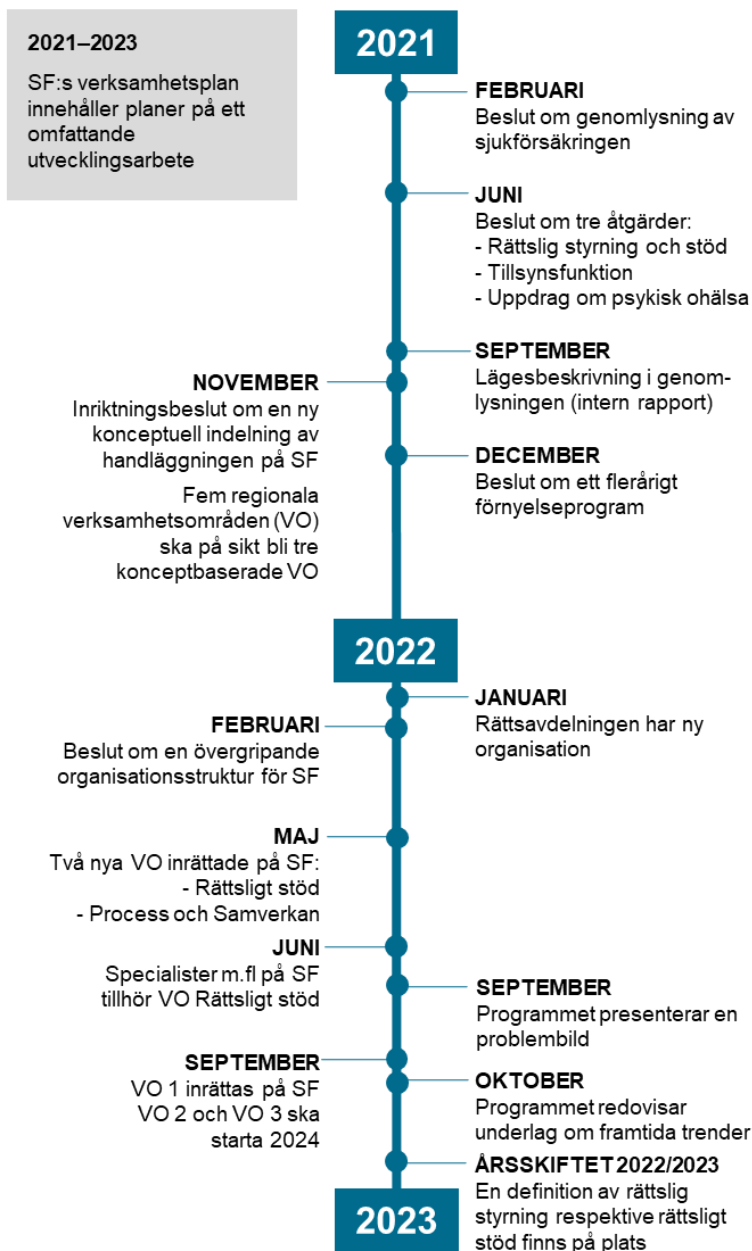 2021–2023
SF:s verksamhetsplan
innehåller planer på ett
omfattande
utvecklingsarbete
2021
FEBRUARI
Beslut om genomlysning av
sjukförsäkringen
JUNI
Beslut om tre åtgärder:
- Rättslig styrning och stöd
- Tillsynsfunktion
- Uppdrag om psykisk ohälsa
SEPTEMBER
Lägesbeskrivning i genom-
lysningen (intern rapport)
NOVEMBER
Inriktningsbeslut om en ny
konceptuell indelning av
handläggningen på SF
Fem regionala
verksamhetsområden (VO)
ska på sikt bli tre
konceptbaserade VO
DECEMBER
Beslut om ett flerårigt
förnyelseprogram
2022
JANUARI
Rättsavdelningen har ny
organisation
FEBRUARI
Beslut om en övergripande
organisationsstruktur för SF
MAJ
Två nya VO inrättade på SF:
- Rättsligt stöd
- Process och Samverkan
JUNI
Specialister m.fl på SF
tillhör VO Rättsligt stöd
SEPTEMBER
Programmet presenterar en
problembild
SEPTEMBER
VO 1 inrättas på SF
VO 2 och VO 3 ska
starta 2024
OKTOBER
Programmet redovisar
underlag om framtida trender
ÅRSSKIFTET 2022/2023
En definition av rättslig
styrning respektive rättsligt
stöd finns på plats
2023